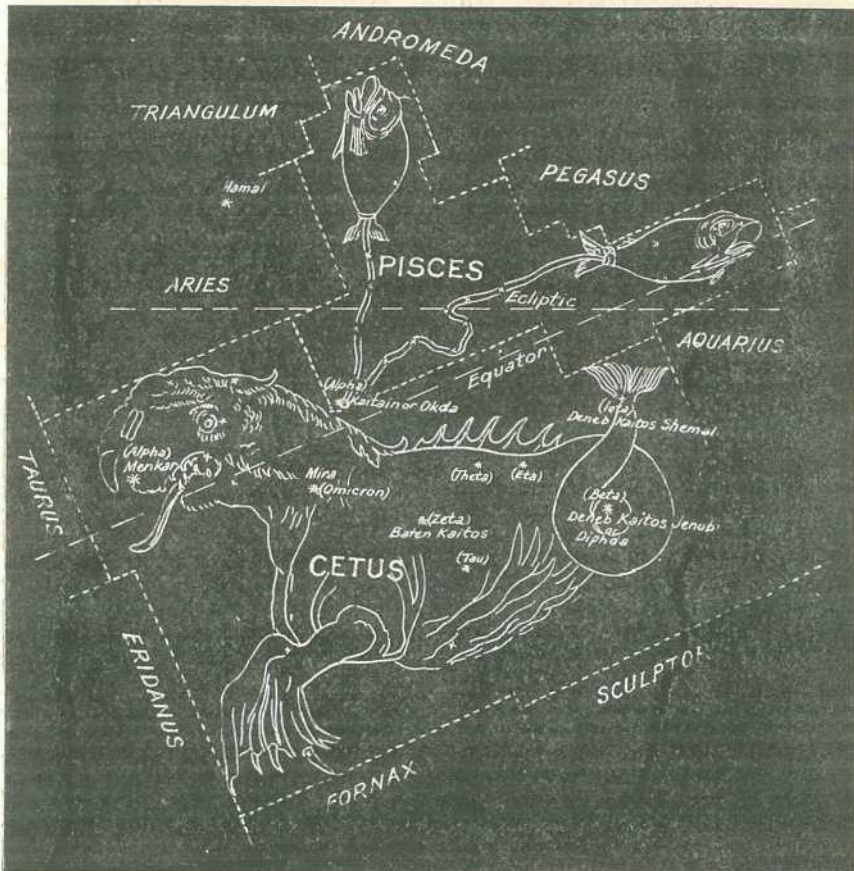 ANDROMEDA
TRIANGULUM
Hamal
PEGASUS
PISCES
ARIES
Ecliptic
AQUARIUS
Equator
(Alpha)
Kaitain or Okda
(Iota)
Deneb Kaitos Shemali
(Alpha)
Menkar
TAURUS
Mira
(Omicron)
(Theta)
(Eta)
(Beta)
Deneb Kaitos Jenubi
or
Diphda
(Zeta)
Baten Kaitos
(Tau)
CETUS
ERIDANUS
SCULPTOR
FORNAX